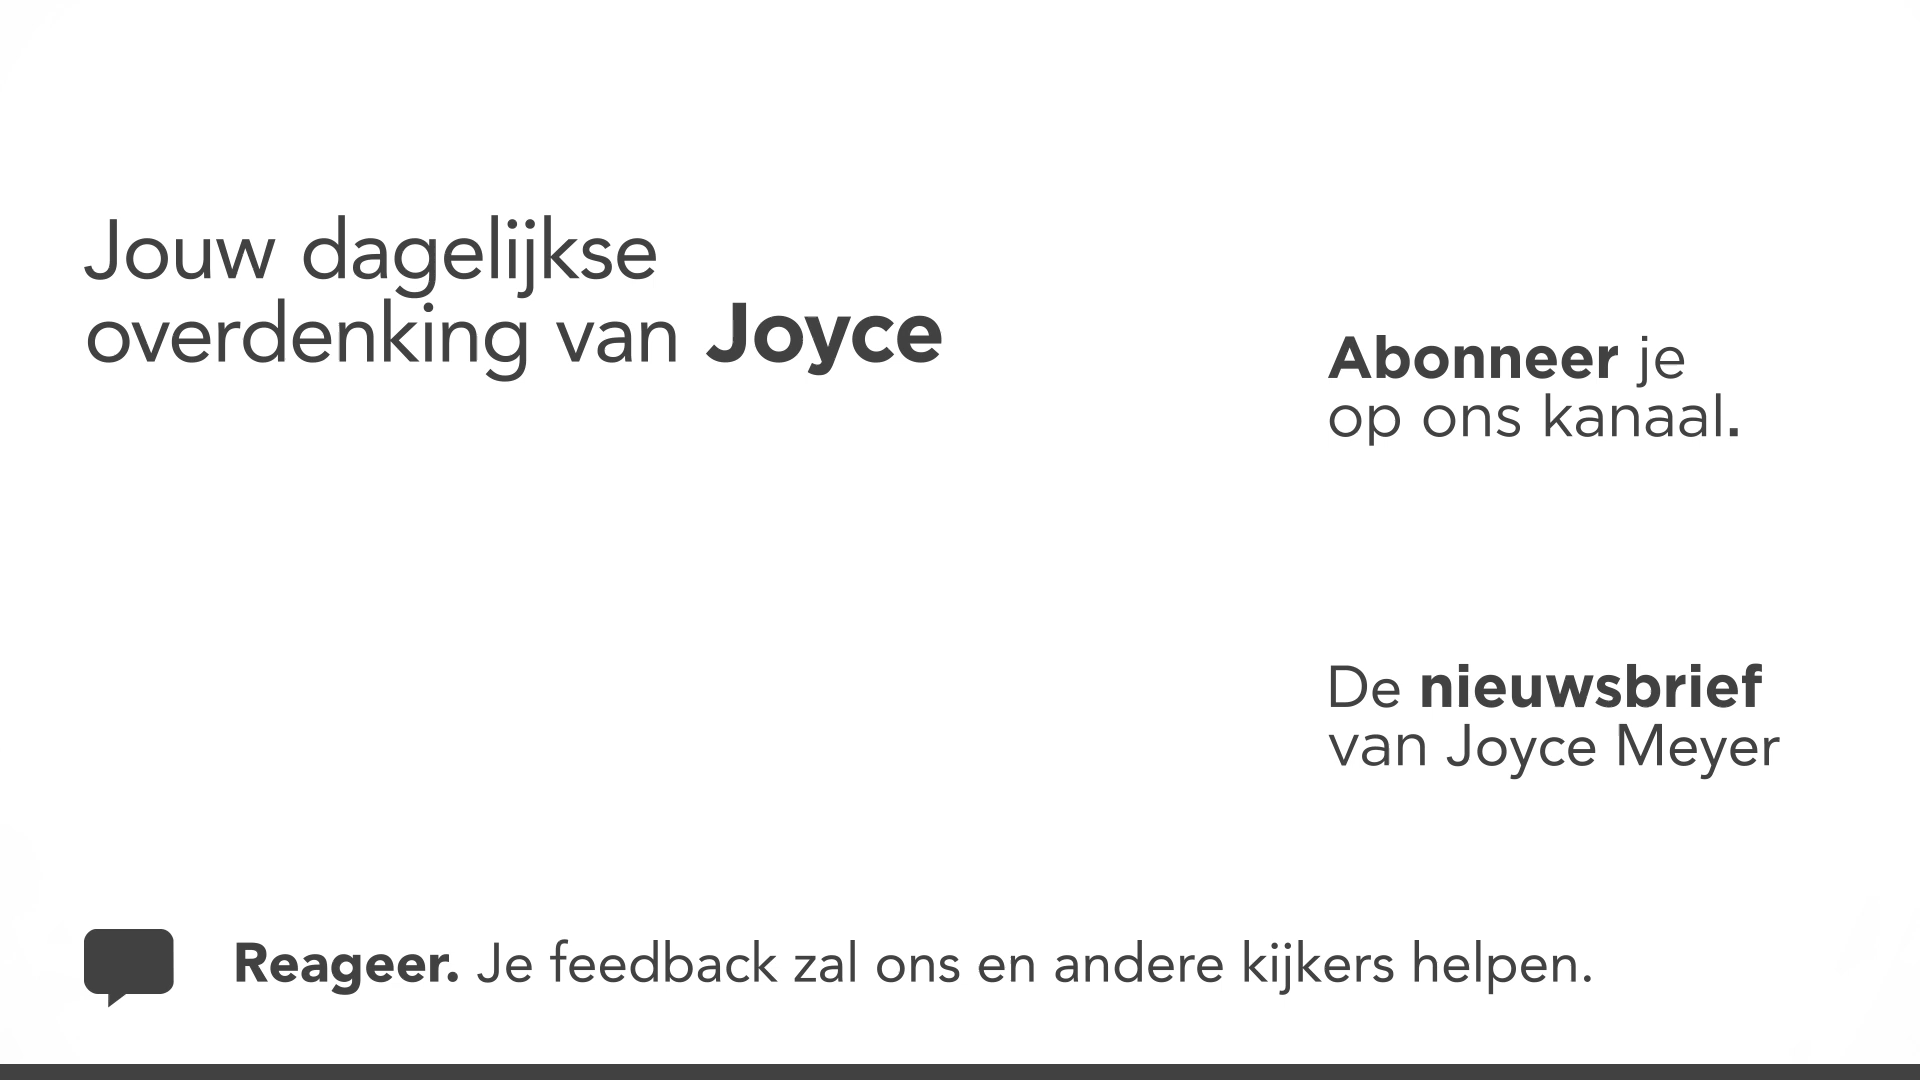 Jouw dagelijkse
overdenking van Joyce
Abonneer je
op ons kanaal.
De nieuwsbrief
van Joyce Meyer
Reageer. Je feedback zal ons en andere kijkers helpen.